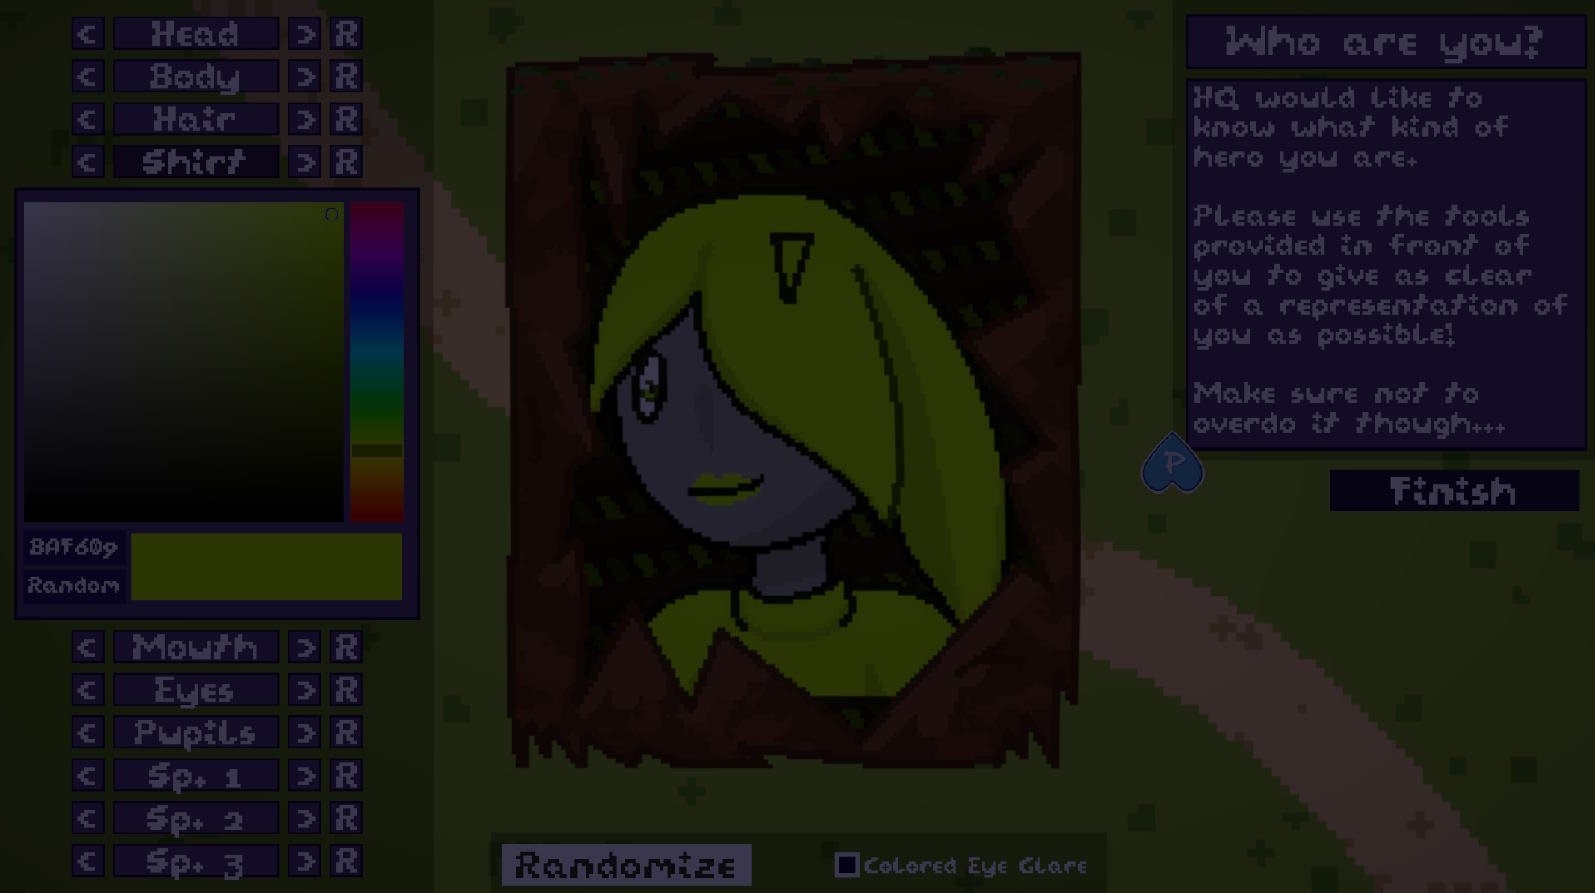 < Head > R
< Body > R
< Hair > R
< Shirt > R
BAF609
Random
< Mouth > R
< Eyes > R
< Pupils > R
< Sp. 1 > R
< Sp. 2 > R
< Sp. 3 > R
Randomize
Colored Eye Glare
Who are you?
HQ would like to
know what kind of
hero you are.
Please use the tools
provided in front of
you to give as clear
of a representation of
you as possible!
Make sure not to
overdo it though...
P
Finish